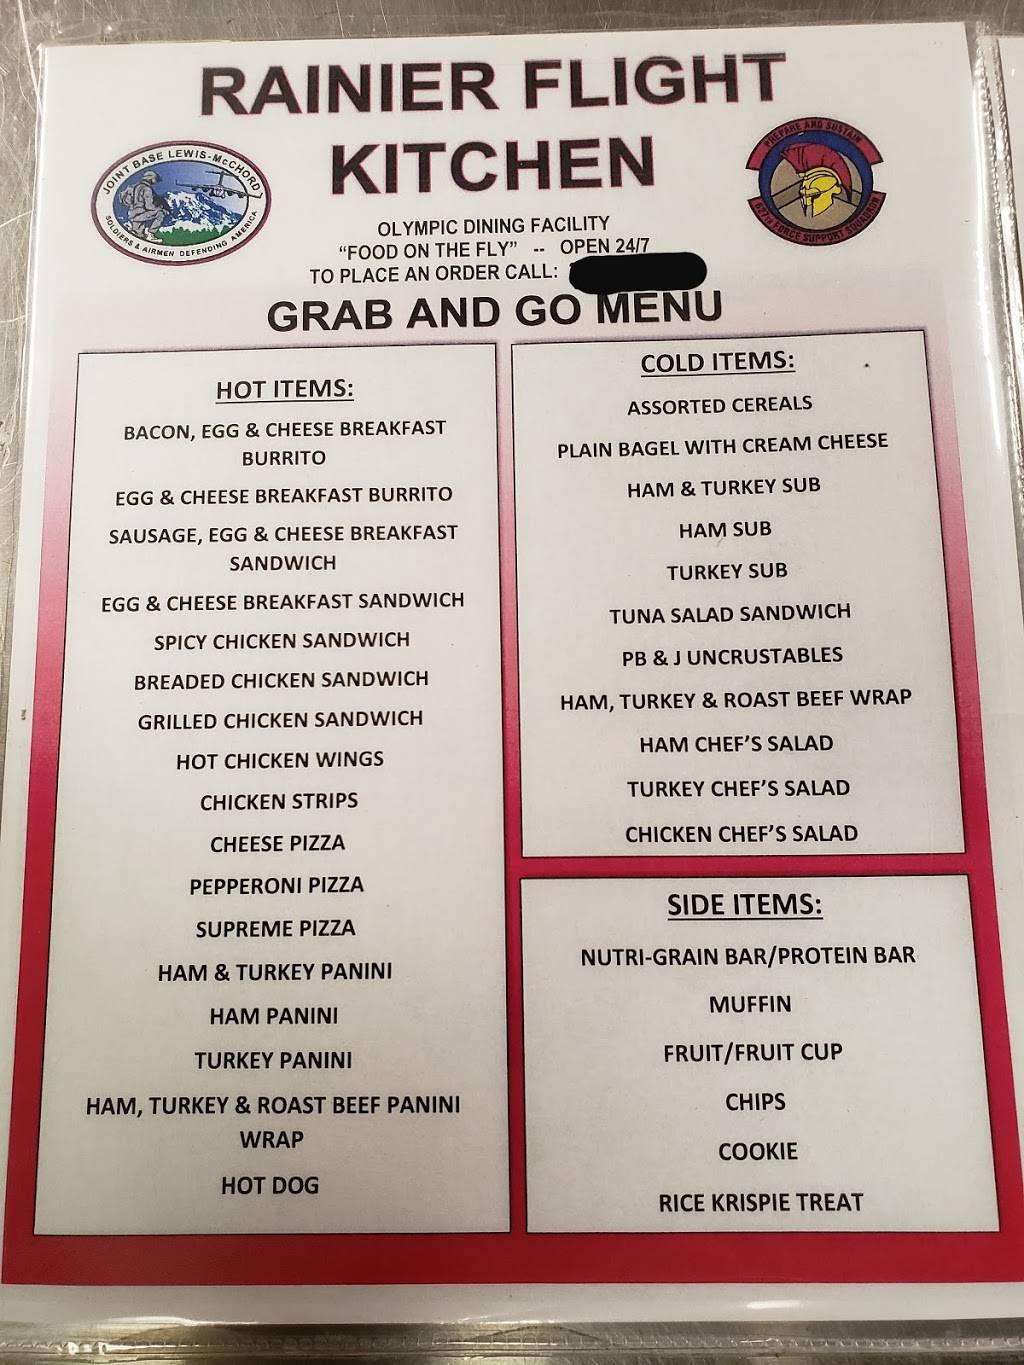 RAINIER FLIGHT
KITCHEN
JOINT BASE LEWIS-McCHORD
SOLDIERS & AIRMEN DEFENDING AMERICA
PREPARE AND SUSTAIN
627th FORCE SUPPORT SQUADRON
OLYMPIC DINING FACILITY
“FOOD ON THE FLY” -- OPEN 24/7
TO PLACE AN ORDER CALL:
GRAB AND GO MENU
HOT ITEMS:
BACON, EGG & CHEESE BREAKFAST
BURRITO
EGG & CHEESE BREAKFAST BURRITO
SAUSAGE, EGG & CHEESE BREAKFAST
SANDWICH
EGG & CHEESE BREAKFAST SANDWICH
SPICY CHICKEN SANDWICH
BREADED CHICKEN SANDWICH
GRILLED CHICKEN SANDWICH
HOT CHICKEN WINGS
CHICKEN STRIPS
CHEESE PIZZA
PEPPERONI PIZZA
SUPREME PIZZA
HAM & TURKEY PANINI
HAM PANINI
TURKEY PANINI
HAM, TURKEY & ROAST BEEF PANINI
WRAP
HOT DOG
COLD ITEMS:
ASSORTED CEREALS
PLAIN BAGEL WITH CREAM CHEESE
HAM & TURKEY SUB
HAM SUB
TURKEY SUB
TUNA SALAD SANDWICH
PB & J UNCRUSTABLES
HAM, TURKEY & ROAST BEEF WRAP
HAM CHEF’S SALAD
TURKEY CHEF’S SALAD
CHICKEN CHEF’S SALAD
SIDE ITEMS:
NUTRI-GRAIN BAR/PROTEIN BAR
MUFFIN
FRUIT/FRUIT CUP
CHIPS
COOKIE
RICE KRISPIE TREAT